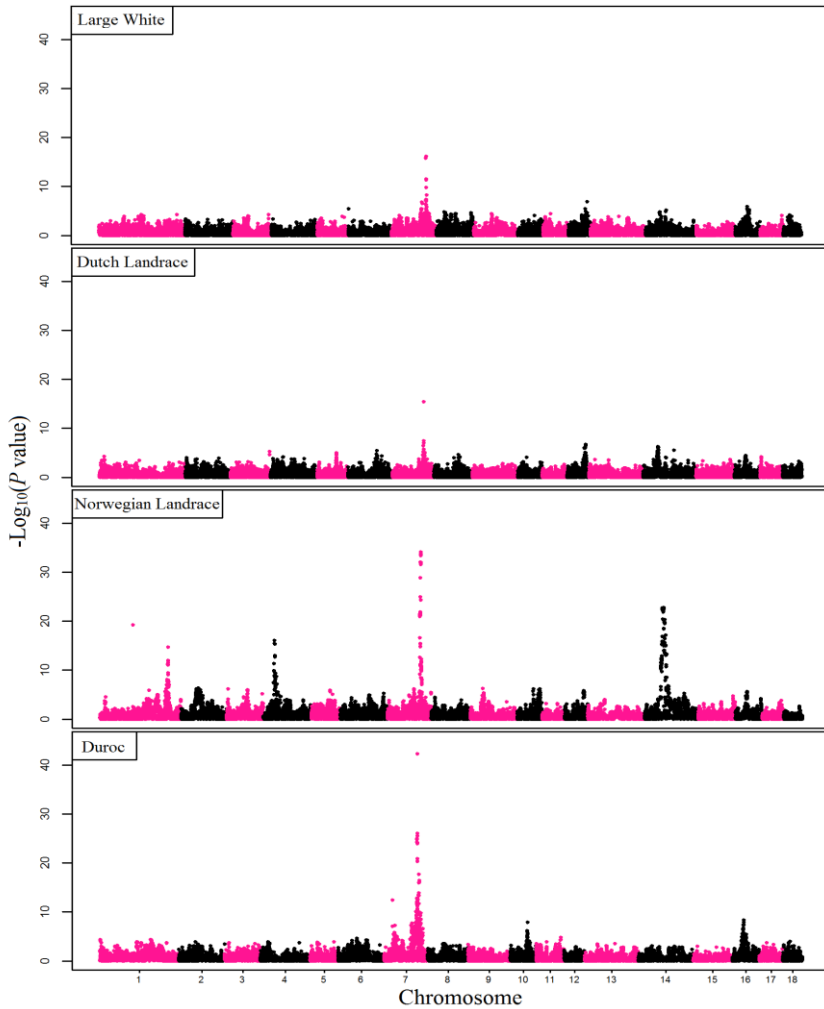 Large White
40
30
20
10
0
Dutch Landrace
40
30
20
10
0
-Log10(P value)
Norwegian Landrace
40
30
20
10
0
Duroc
40
30
20
10
0
1 2 3 4 5 6 7 8 9 10 11 12 13 14 15 16 17 18
Chromosome